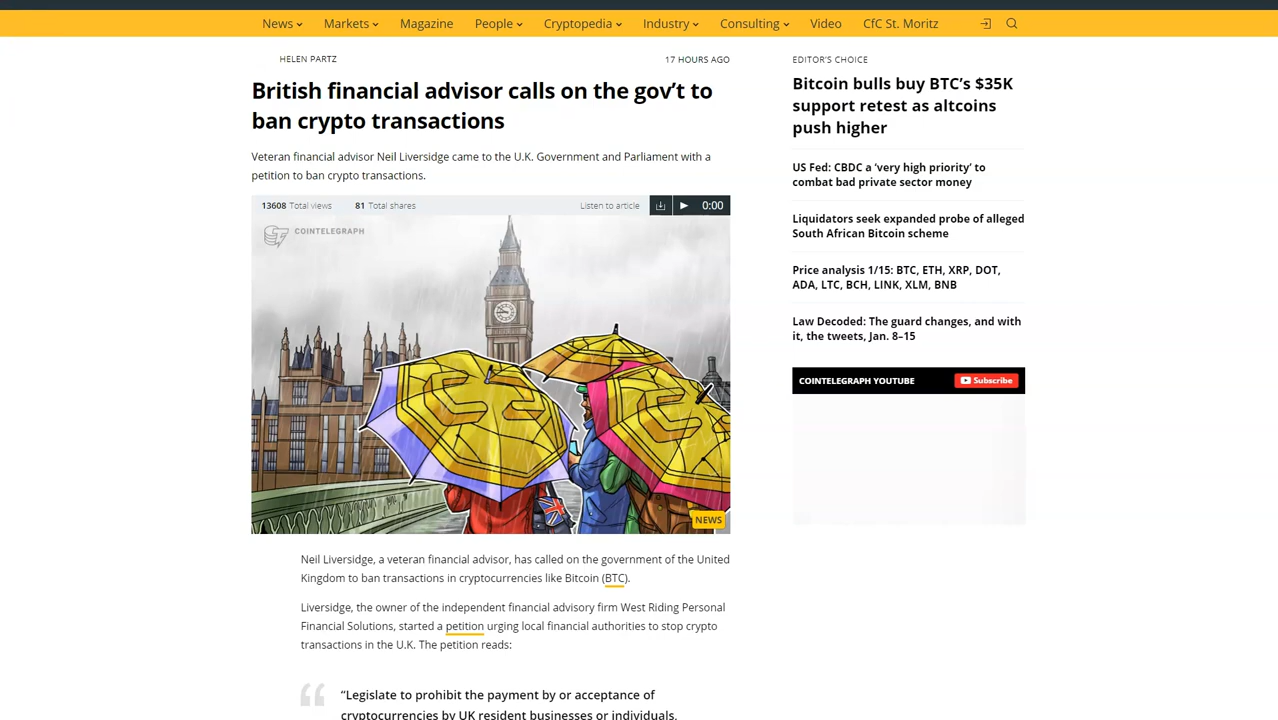 News Markets Magazine People Cryptopedia Industry Consulting Video CfC St. Moritz
HELEN PARTZ
17 HOURS AGO
British financial advisor calls on the gov’t to
ban crypto transactions
Veteran financial advisor Neil Liversidge came to the U.K. Government and Parliament with a
petition to ban crypto transactions.
13608 Total views 81 Total shares Listen to article 0:00
COINTELEGRAPH
NEWS
Neil Liversidge, a veteran financial advisor, has called on the government of the United
Kingdom to ban transactions in cryptocurrencies like Bitcoin (BTC).
Liversidge, the owner of the independent financial advisory firm West Riding Personal
Financial Solutions, started a petition urging local financial authorities to stop crypto
transactions in the U.K. The petition reads:
“Legislate to prohibit the payment by or acceptance of
cryptocurrencies by UK resident businesses or individuals.
EDITOR’S CHOICE
Bitcoin bulls buy BTC’s $35K
support retest as altcoins
push higher
US Fed: CBDC a ‘very high priority’ to
combat bad private sector money
Liquidators seek expanded probe of alleged
South African Bitcoin scheme
Price analysis 1/15: BTC, ETH, XRP, DOT,
ADA, LTC, BCH, LINK, XLM, BNB
Law Decoded: The guard changes, and with
it, the tweets, Jan. 8–15
COINTELEGRAPH YOUTUBE Subscribe